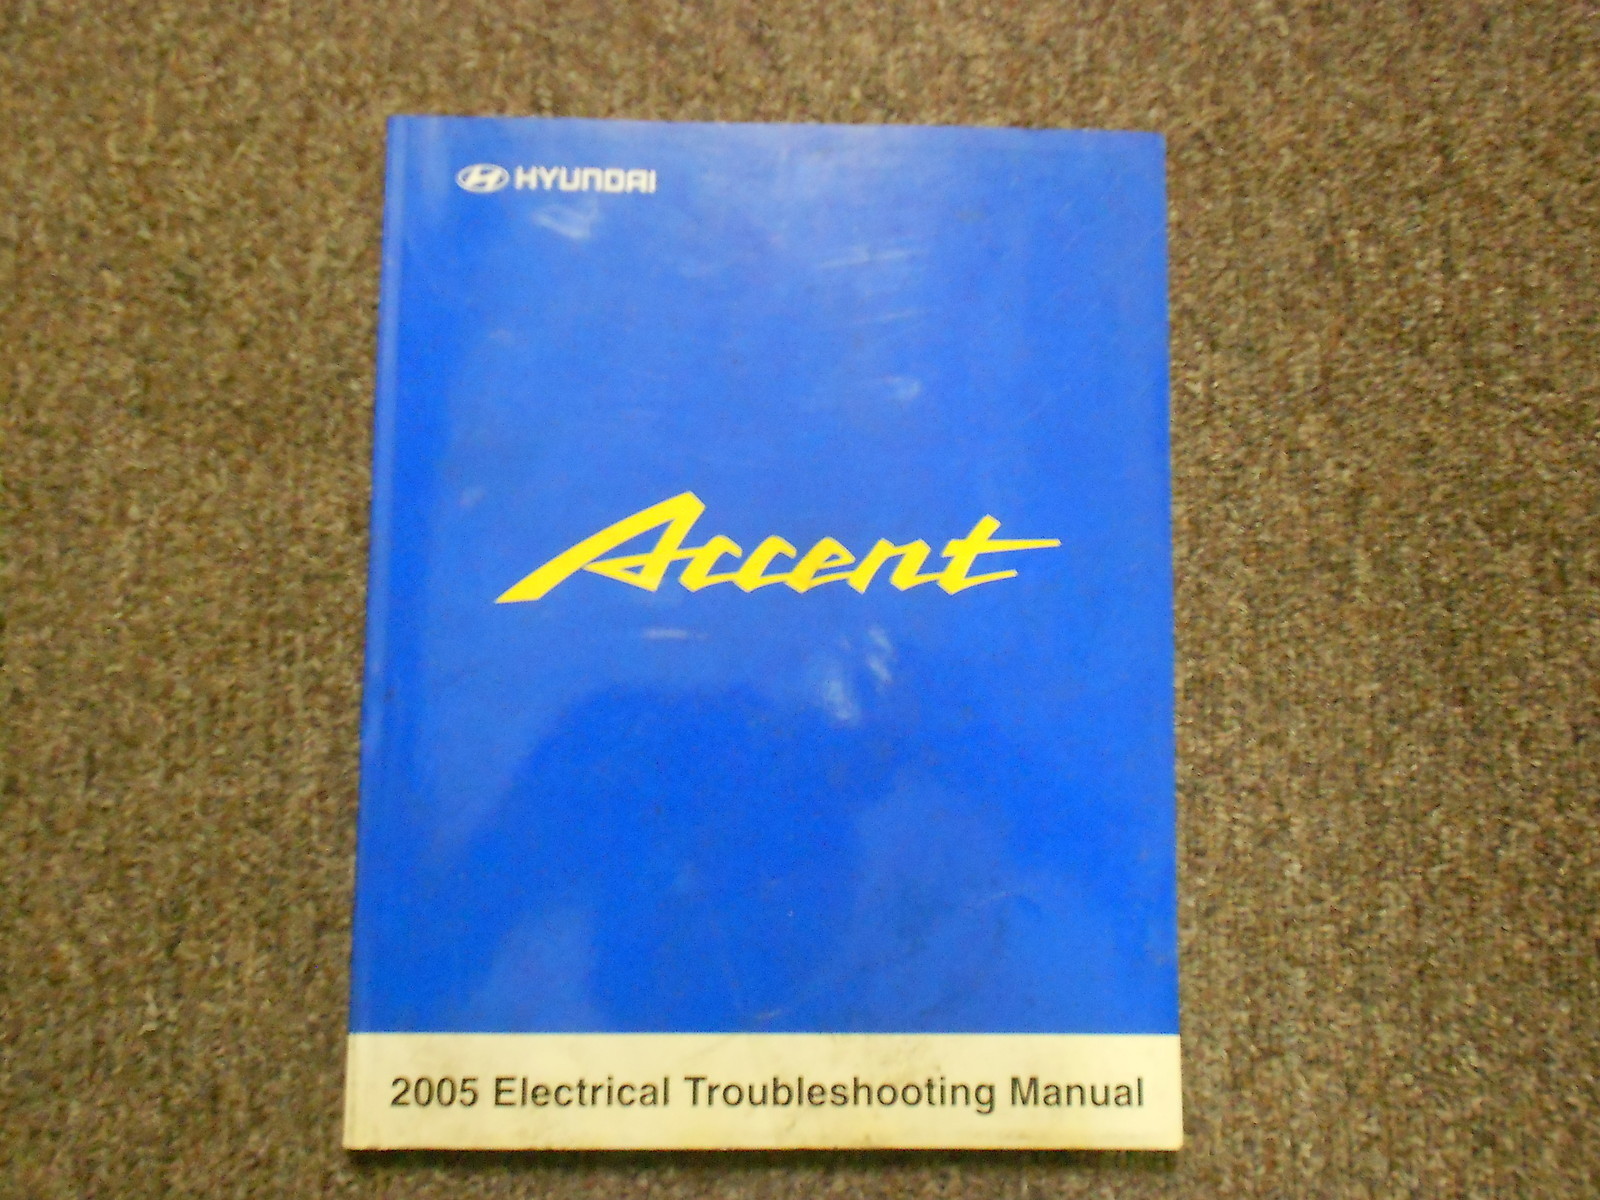 HYUNDAI
Accent
2005 Electrical Troubleshooting Manual